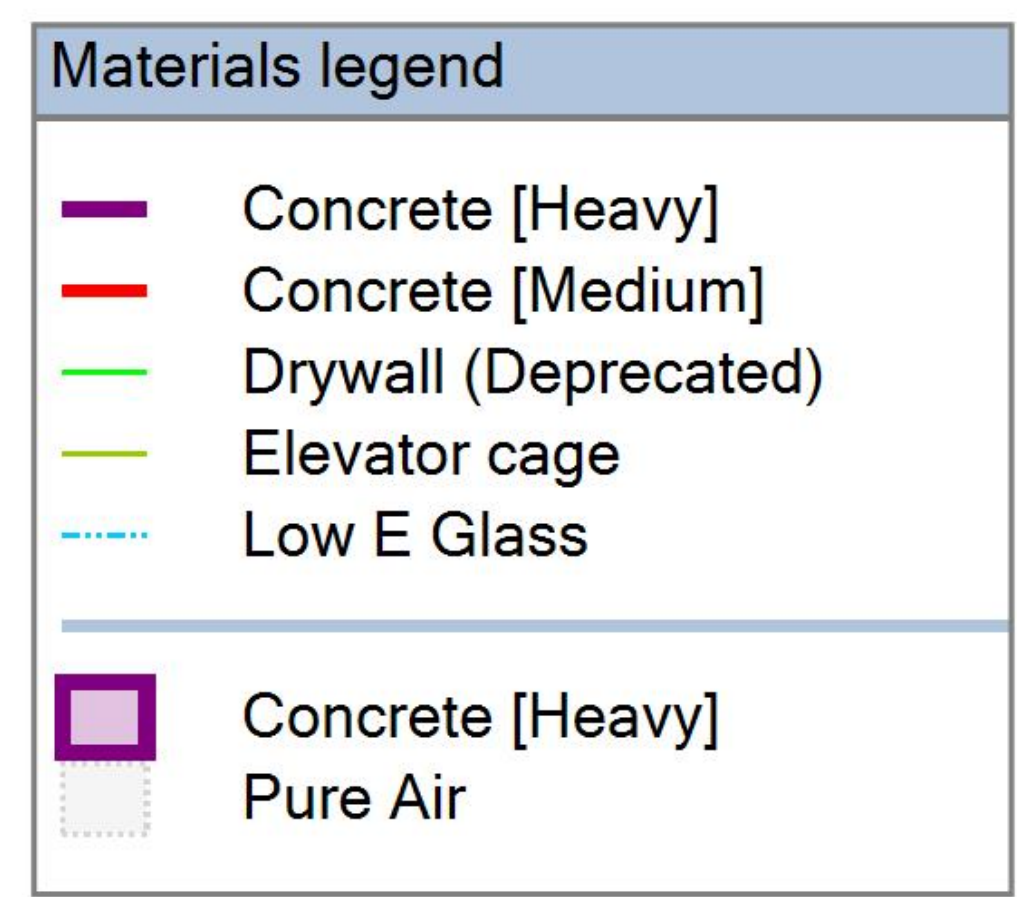 Materials legend
Concrete [Heavy]
Concrete [Medium]
Drywall (Deprecated)
Elevator cage
Low E Glass
Concrete [Heavy]
Pure Air